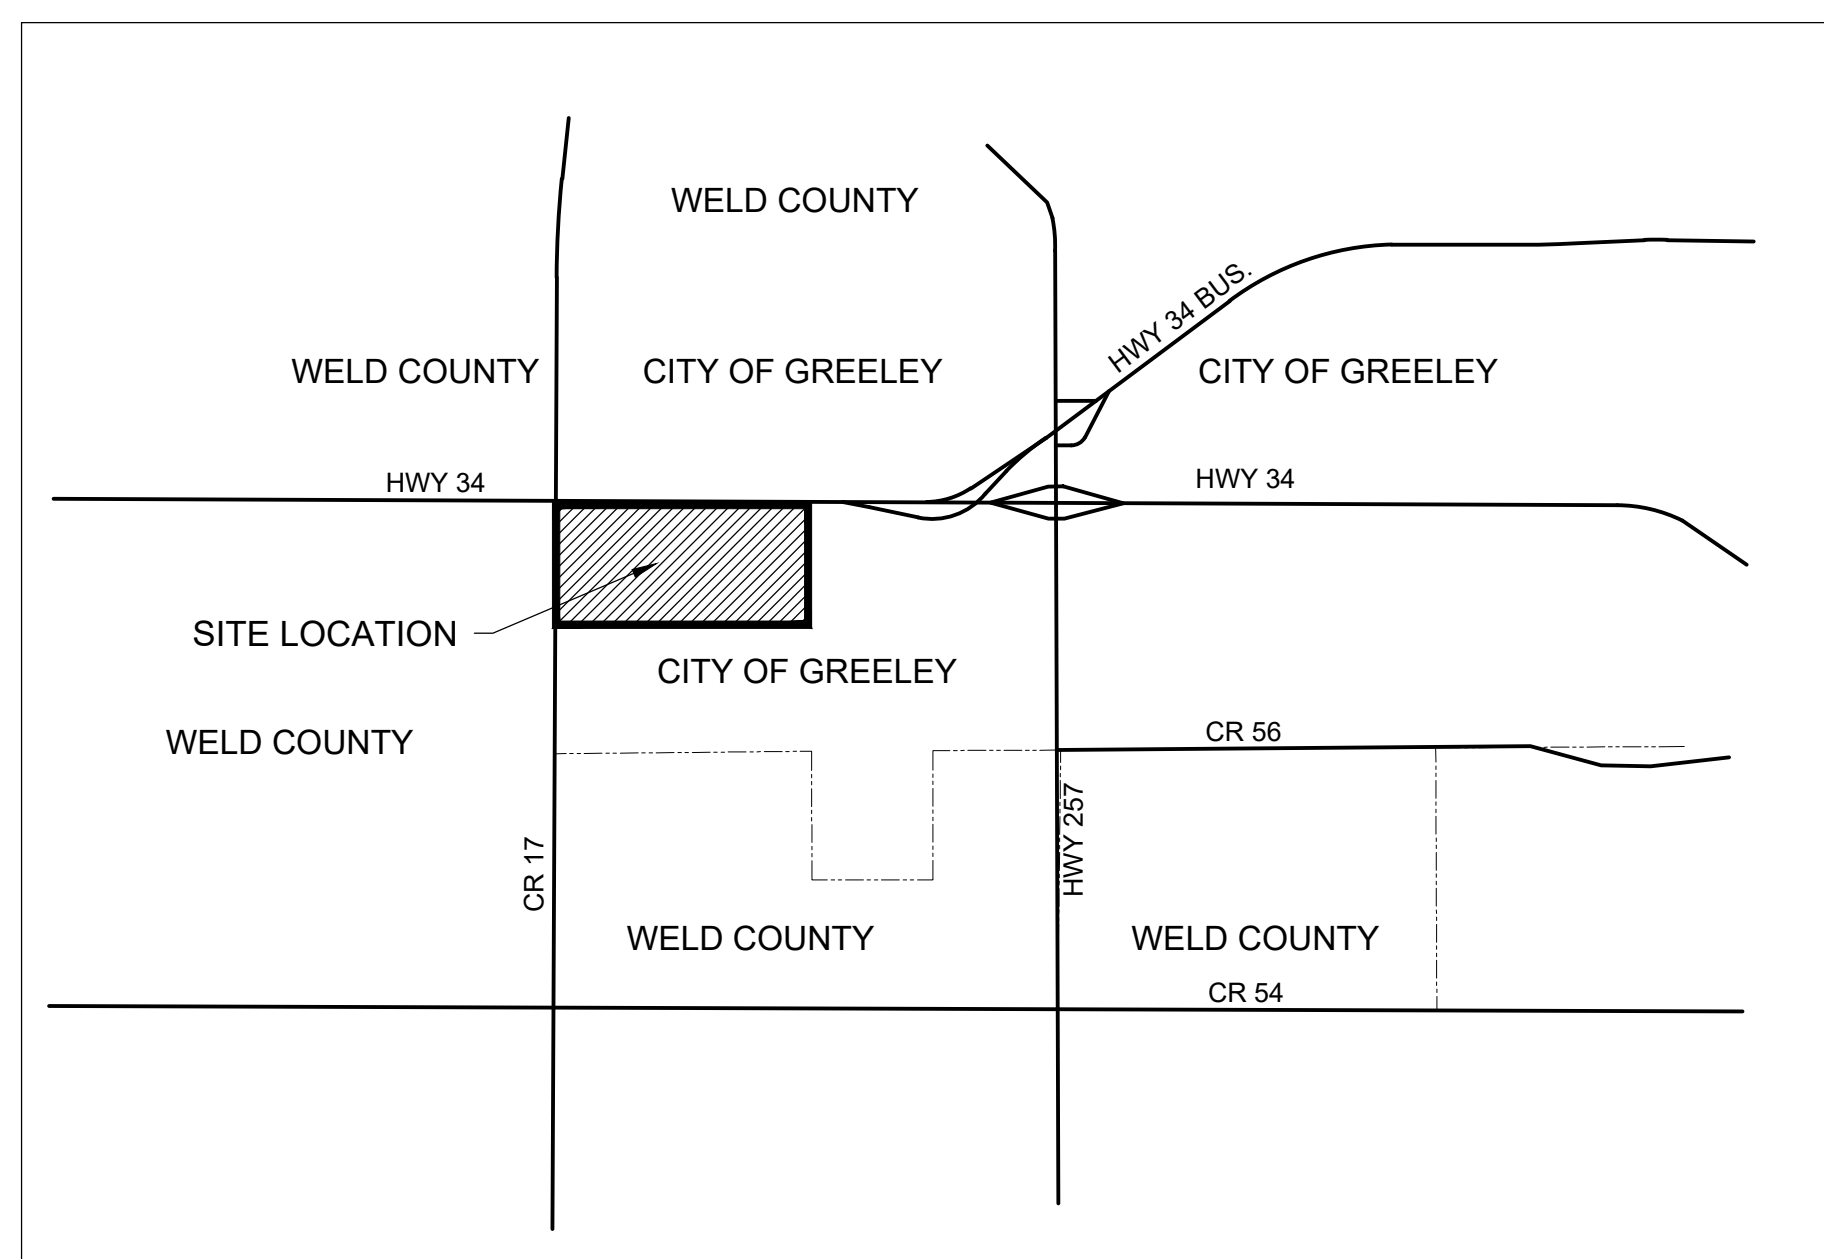 WELD COUNTY
HWY 34 BUS.
WELD COUNTY
CITY OF GREELEY
CITY OF GREELEY
HWY 34
HWY 34
SITE LOCATION
CITY OF GREELEY
WELD COUNTY
CR 56
CR 17
HWY 257
WELD COUNTY
WELD COUNTY
CR 54